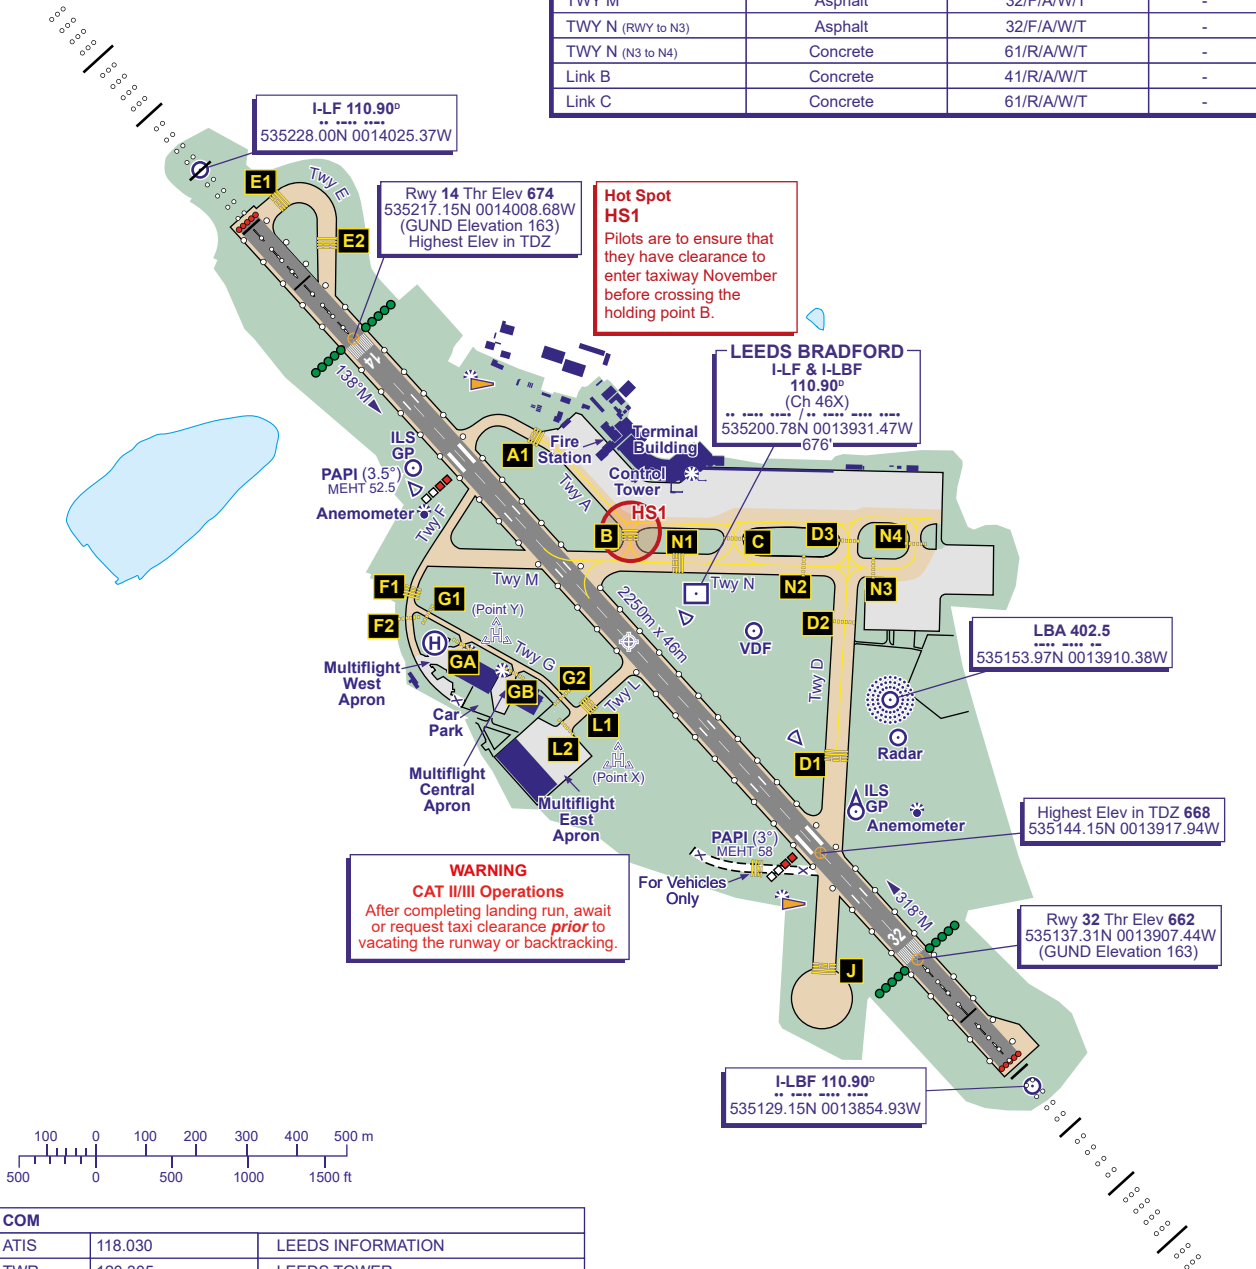 TWY M Asphalt 32/F/A/W/T -
TWY N (RWY to N3) Asphalt 32/F/A/W/T -
TWY N (N3 to N4) Concrete 61/R/A/W/T -
Link B Concrete 41/R/A/W/T -
Link C Concrete 61/R/A/W/T -
I-LF 110.90D
535228.00N 0014025.37W
E1
Twy E
E2
Rwy 14 Thr Elev 674
535217.15N 0014008.68W
(GUND Elevation 163)
Highest Elev in TDZ
Hot Spot
HS1
Pilots are to ensure that
they have clearance to
enter taxiway November
before crossing the
holding point B.
14
138°M
LEEDS BRADFORD
I-LF & I-LBF
110.90D
(Ch 46X)
535200.78N 0013931.47W
676'
ILS
GP
PAPI (3.5°)
MEHT 52.5
Anemometer
Twy F
A1
Fire
Station
Terminal
Building
Control
Tower
Twy A
HS1
B
N1
C
D3
N4
Twy M
Twy N
N2
N3
F1
G1
F2
(Point Y)
H
H
2250m x 46m
D2
VDF
LBA 402.5
535153.97N 0013910.38W
Multiflight
West
Apron
GA
Twy G
GB
G2
Twy L
L1
L2
Car
Park
H
(Point X)
Twy D
Radar
D1
Multiflight
Central
Apron
Multiflight
East
Apron
ILS
GP
Anemometer
Highest Elev in TDZ 668
535144.15N 0013917.94W
PAPI (3°)
MEHT 58
For Vehicles
Only
WARNING
CAT II/III Operations
After completing landing run, await
or request taxi clearance prior to
vacating the runway or backtracking.
318°M
32
Rwy 32 Thr Elev 662
535137.31N 0013907.44W
(GUND Elevation 163)
J
I-LBF 110.90D
535129.15N 0013854.93W
100 0 100 200 300 400 500 m
500 0 500 1000 1500 ft
COM
ATIS 118.030 LEEDS INFORMATION
TWR LEEDS TOWER